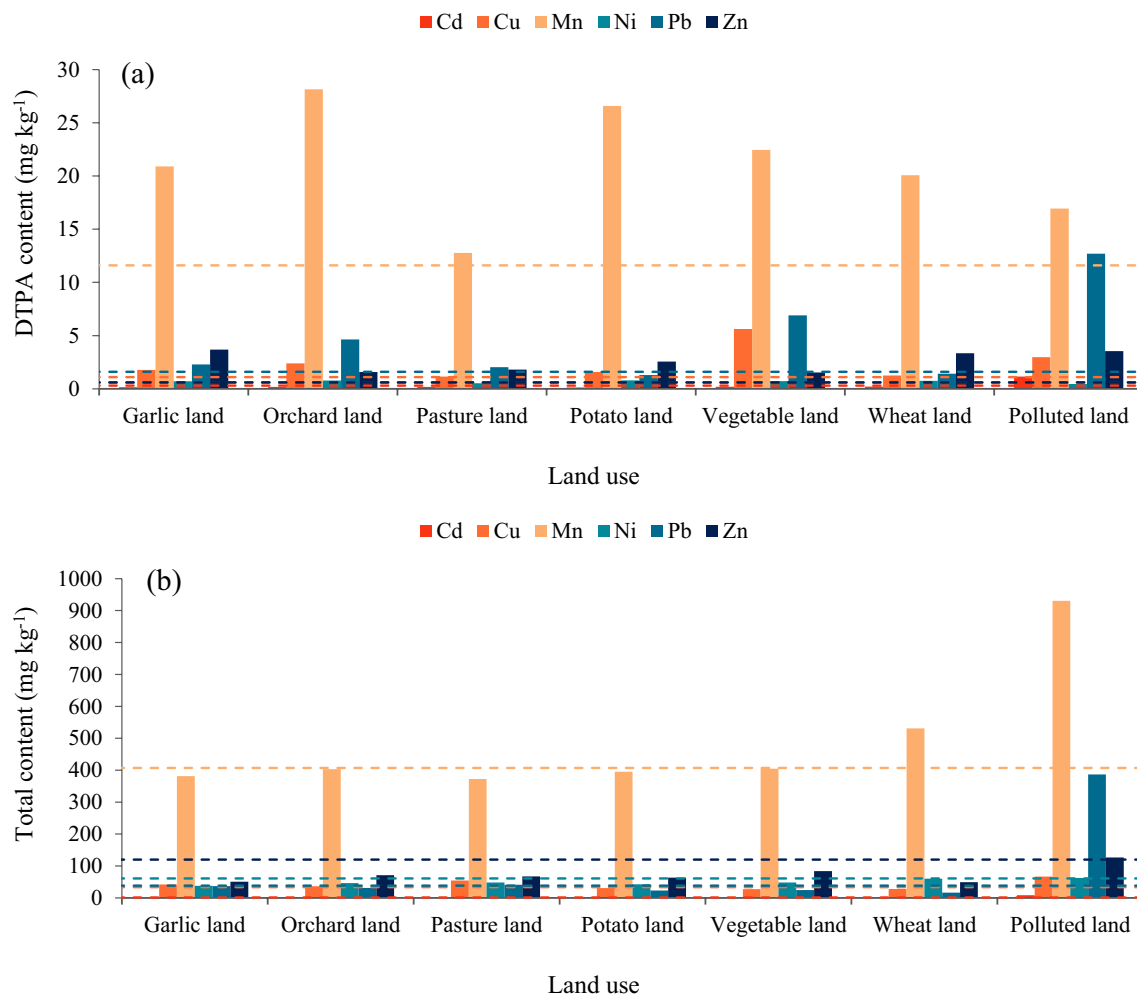 Cd Cu Mn Ni Pb Zn
(a)
DTPA content (mg kg⁻¹)
30
25
20
15
10
5
0
Garlic land Orchard land Pasture land Potato land Vegetable land Wheat land Polluted land
Land use
Cd Cu Mn Ni Pb Zn
(b)
Total content (mg kg⁻¹)
1000
900
800
700
600
500
400
300
200
100
0
Garlic land Orchard land Pasture land Potato land Vegetable land Wheat land Polluted land
Land use